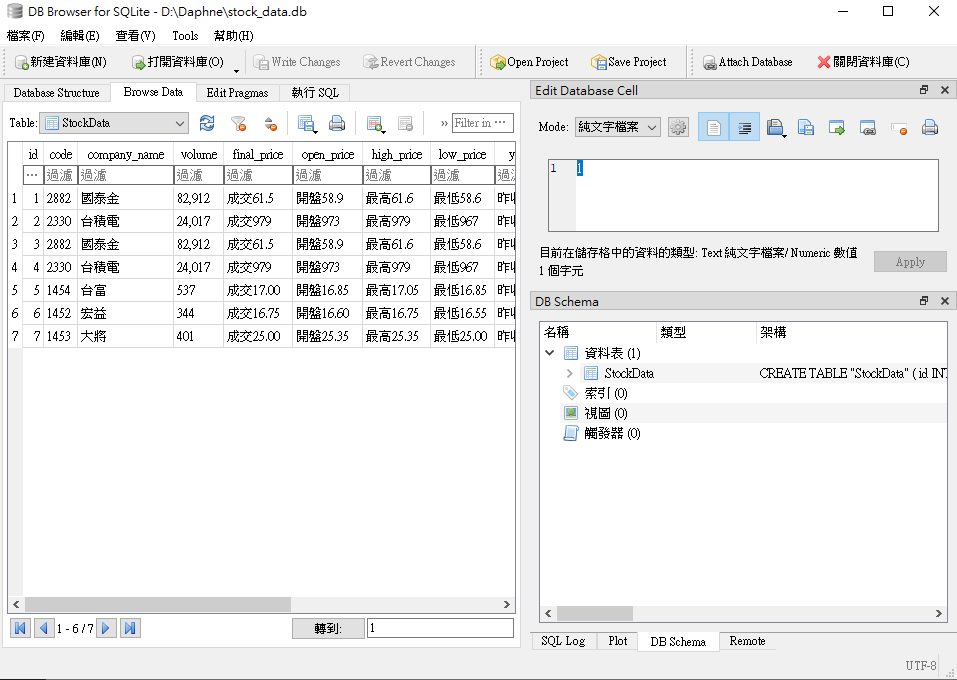 DB Browser for SQLite - D:\Daphne\stock_data.db
檔案(F) 編輯(E) 查看(V) Tools 幫助(H)
新建資料庫(N) 打開資料庫(O) Write Changes Revert Changes Open Project Save Project Attach Database 關閉資料庫(C)
Database Structure Browse Data Edit Pragmas 執行 SQL
Table: StockData » Filter in ···
id code company_name volume final_price open_price high_price low_price y
··· 過濾 過濾 過濾 過濾 過濾 過濾 過濾
1 1 2882 國泰金 82,912 成交61.5 開盤58.9 最高61.6 最低58.6 昨收
2 2 2330 台積電 24,017 成交979 開盤973 最高979 最低967 昨收
3 3 2882 國泰金 82,912 成交61.5 開盤58.9 最高61.6 最低58.6 昨收
4 4 2330 台積電 24,017 成交979 開盤973 最高979 最低967 昨收
5 5 1454 台富 537 成交17.00 開盤16.85 最高17.05 最低16.85 昨收
6 6 1452 宏益 344 成交16.75 開盤16.60 最高16.75 最低16.55 昨收
7 7 1453 大將 401 成交25.00 開盤25.35 最高25.35 最低25.00 昨收
1 - 6 / 7 轉到: 1
Edit Database Cell
Mode: 純文字檔案
1 1
目前在儲存格中的資料的類型: Text 純文字檔案/ Numeric 數值
1 個字元
Apply
DB Schema
名稱 類型 架構
資料表 (1)
StockData CREATE TABLE "StockData" ( id INT
索引 (0)
視圖 (0)
觸發器 (0)
SQL Log Plot DB Schema Remote
UTF-8